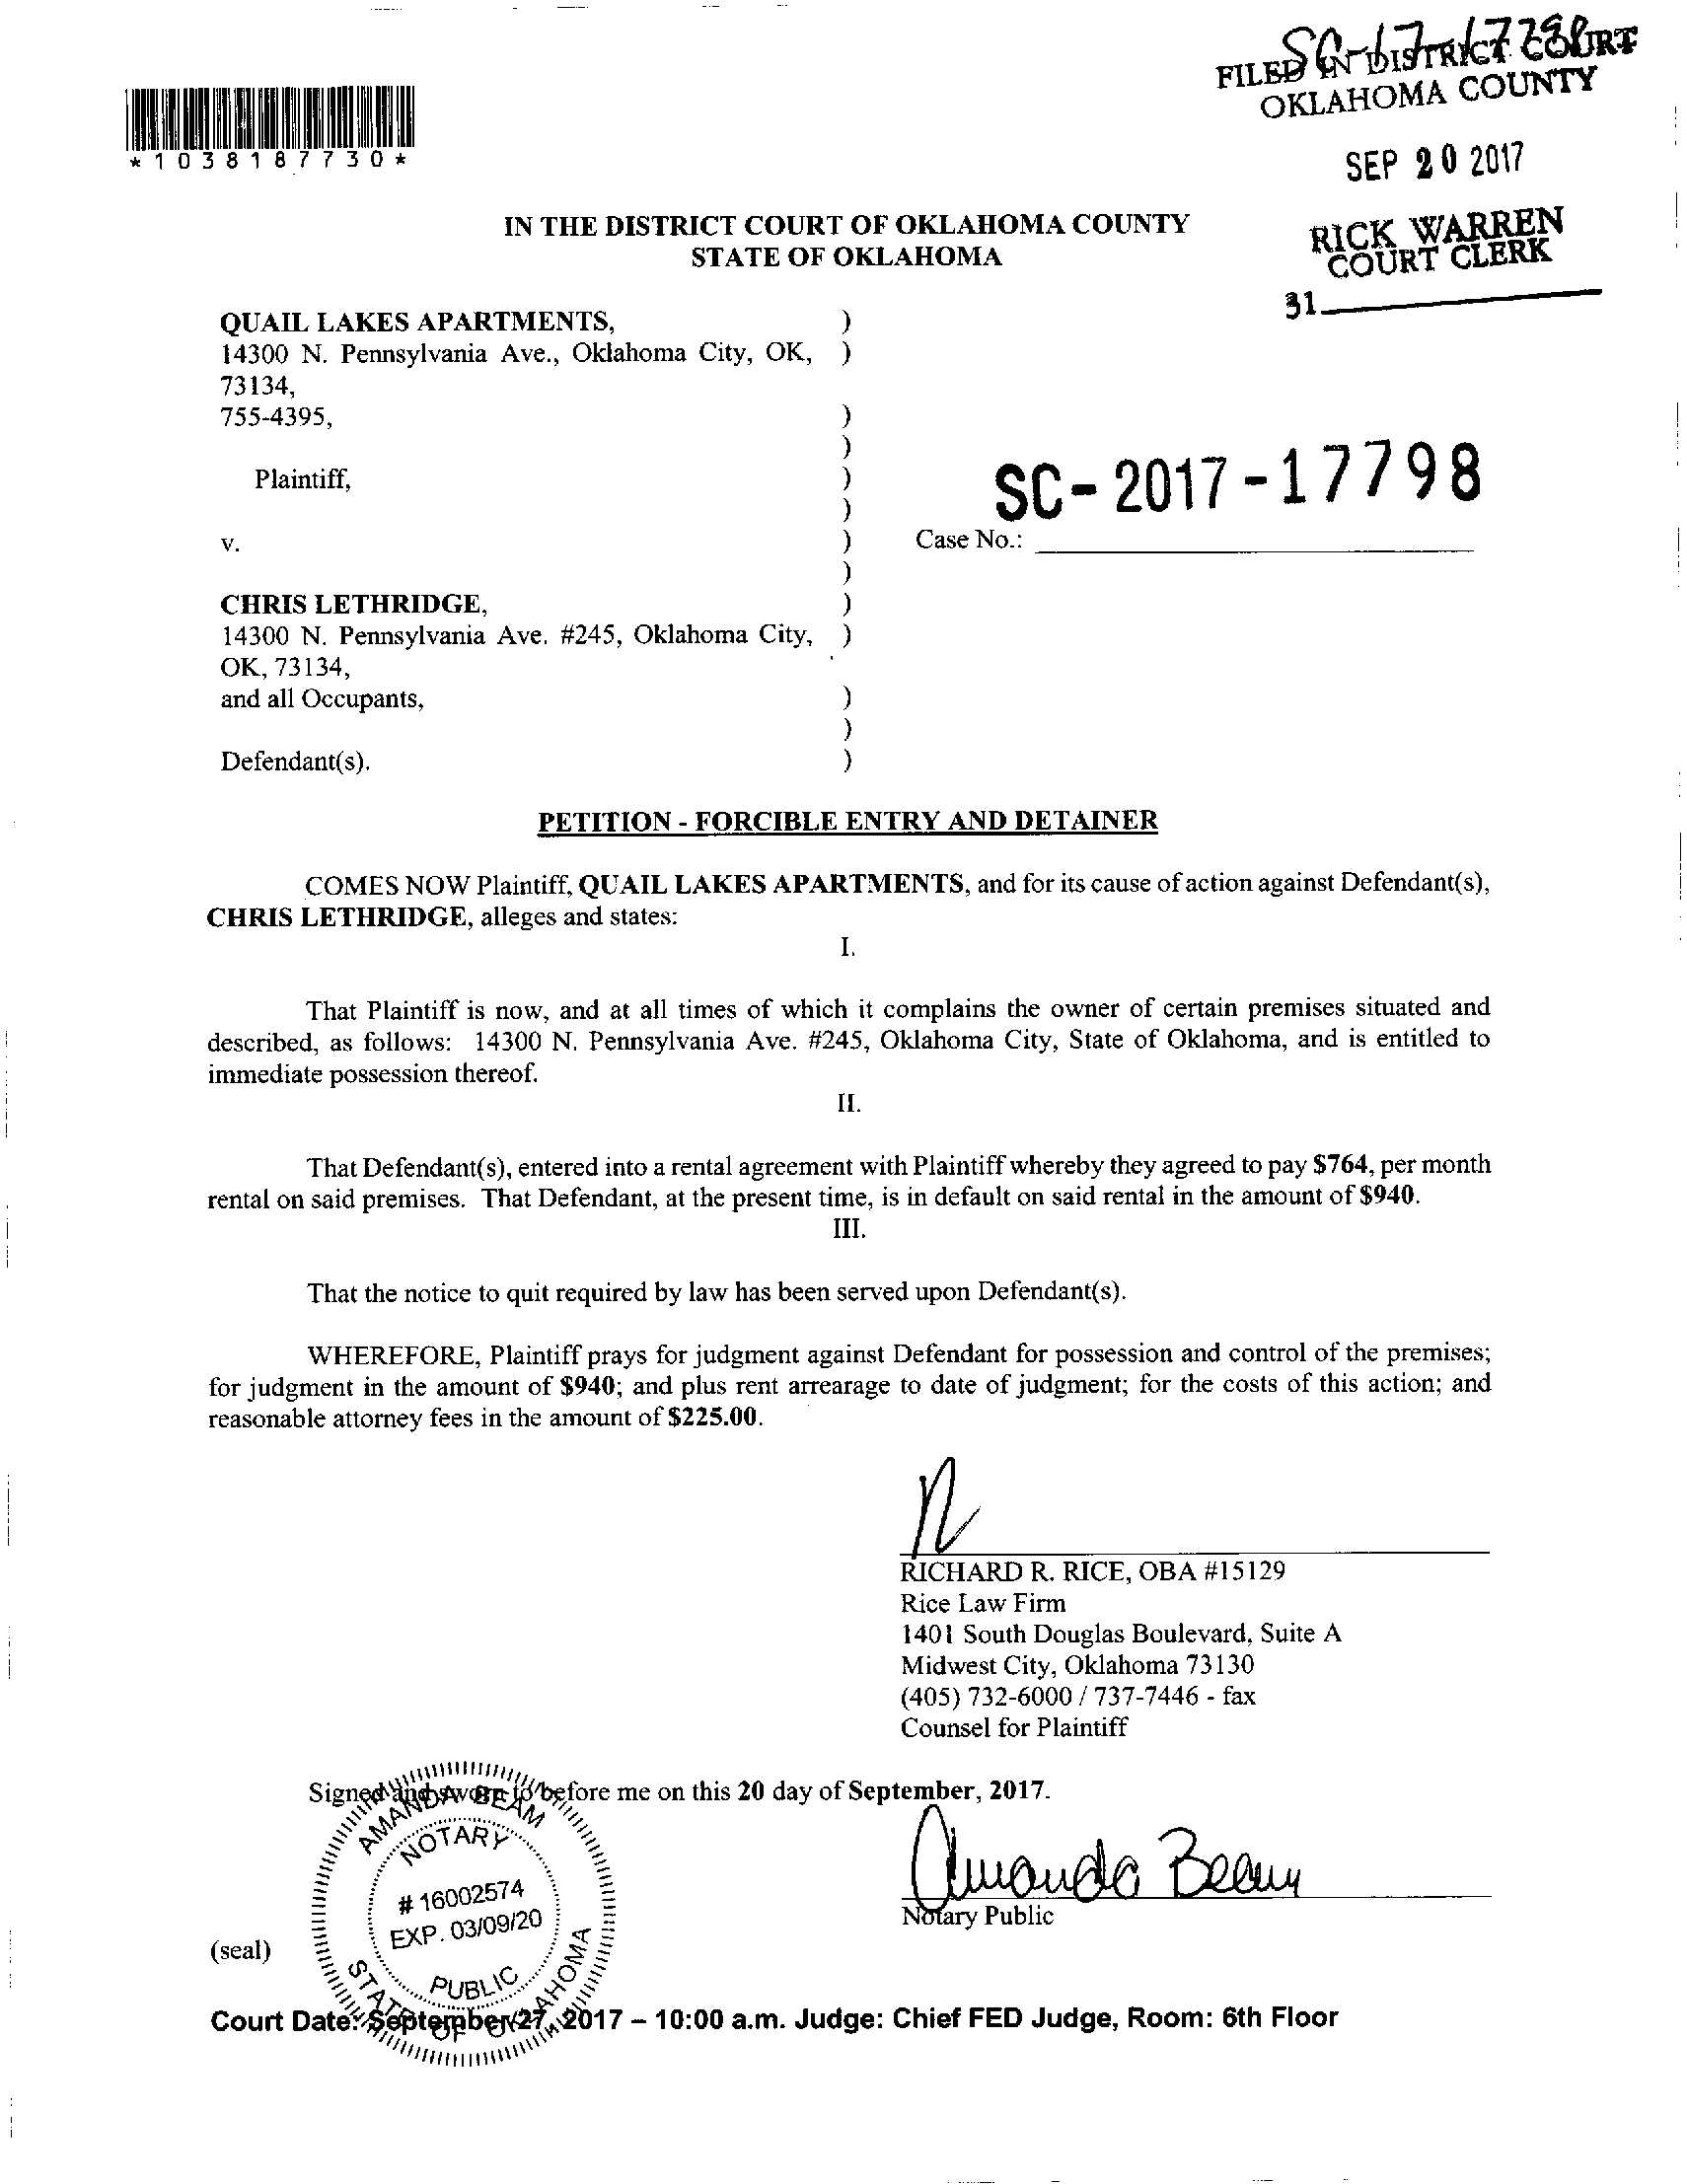 SC-17-17798
FILED IN DISTRICT COURT
OKLAHOMA COUNTY
*1038187730*
SEP 20 2017
RICK WARREN
COURT CLERK
31
IN THE DISTRICT COURT OF OKLAHOMA COUNTY
STATE OF OKLAHOMA
QUAIL LAKES APARTMENTS, )
14300 N. Pennsylvania Ave., Oklahoma City, OK, )
73134,
755-4395, )
)
Plaintiff, )
)
SC-2017-17798
v. ) Case No.:
)
CHRIS LETHRIDGE, )
14300 N. Pennsylvania Ave. #245, Oklahoma City, )
OK, 73134,
and all Occupants, )
)
Defendant(s). )
PETITION - FORCIBLE ENTRY AND DETAINER
COMES NOW Plaintiff, QUAIL LAKES APARTMENTS, and for its cause of action against Defendant(s),
CHRIS LETHRIDGE, alleges and states:
I.
That Plaintiff is now, and at all times of which it complains the owner of certain premises situated and
described, as follows: 14300 N. Pennsylvania Ave. #245, Oklahoma City, State of Oklahoma, and is entitled to
immediate possession thereof.
II.
That Defendant(s), entered into a rental agreement with Plaintiff whereby they agreed to pay $764, per month
rental on said premises. That Defendant, at the present time, is in default on said rental in the amount of $940.
III.
That the notice to quit required by law has been served upon Defendant(s).
WHEREFORE, Plaintiff prays for judgment against Defendant for possession and control of the premises;
for judgment in the amount of $940; and plus rent arrearage to date of judgment; for the costs of this action; and
reasonable attorney fees in the amount of $225.00.
RICHARD R. RICE, OBA #15129
Rice Law Firm
1401 South Douglas Boulevard, Suite A
Midwest City, Oklahoma 73130
(405) 732-6000 / 737-7446 - fax
Counsel for Plaintiff
Signed and sworn to before me on this 20 day of September, 2017.
Amanda Beam
Notary Public
AMANDA BEAM
NOTARY
# 16002574
EXP. 03/09/20
PUBLIC
STATE OF OKLAHOMA
(seal)
Court Date: September 27, 2017 – 10:00 a.m. Judge: Chief FED Judge, Room: 6th Floor